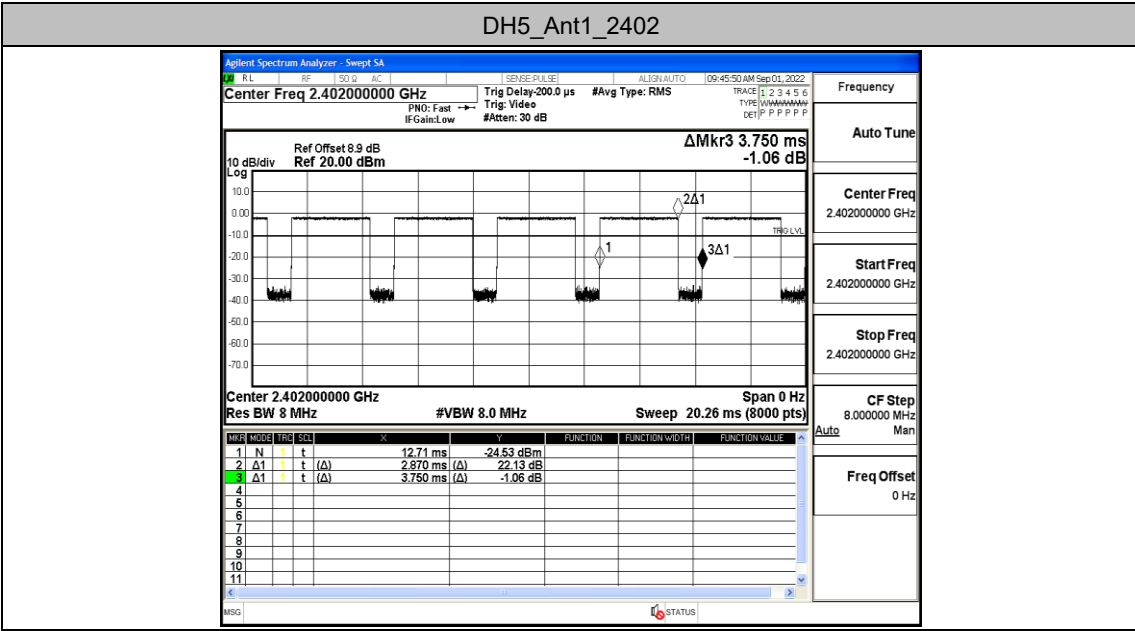 DH5_Ant1_2402
Agilent Spectrum Analyzer - Swept SA
LXI RL RF 50 Ω AC SENSE:PULSE ALIGN AUTO 09:45:50 AM Sep 01, 2022
Center Freq 2.402000000 GHz
PNO: Fast
IFGain:Low
Trig Delay-200.0 µs #Avg Type: RMS
Trig: Video
#Atten: 30 dB
TRACE 1 2 3 4 5 6
TYPE WWWWWW
DET P P P P P P
Ref Offset 8.9 dB
10 dB/div Ref 20.00 dBm
Log
ΔMkr3 3.750 ms
-1.06 dB
10.0
0.00
-10.0
-20.0
-30.0
-40.0
-50.0
-60.0
-70.0
2Δ1
TRIG LVL
1
3Δ1
Center 2.402000000 GHz Span 0 Hz
Res BW 8 MHz #VBW 8.0 MHz Sweep 20.26 ms (8000 pts)
MKR MODE TRC SCL X Y FUNCTION FUNCTION WIDTH FUNCTION VALUE
1 N 1 t 12.71 ms -24.53 dBm
2 Δ1 1 t (Δ) 2.870 ms (Δ) 22.13 dB
3 Δ1 1 t (Δ) 3.750 ms (Δ) -1.06 dB
4
5
6
7
8
9
10
11
MSG STATUS
Frequency
Auto Tune
Center Freq
2.402000000 GHz
Start Freq
2.402000000 GHz
Stop Freq
2.402000000 GHz
CF Step
8.000000 MHz
Auto Man
Freq Offset
0 Hz